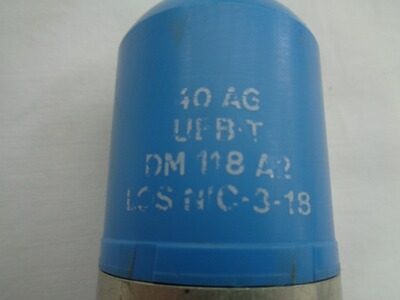 40 AG
UEB-T
DM 118 A2
LOS NIC-3-18